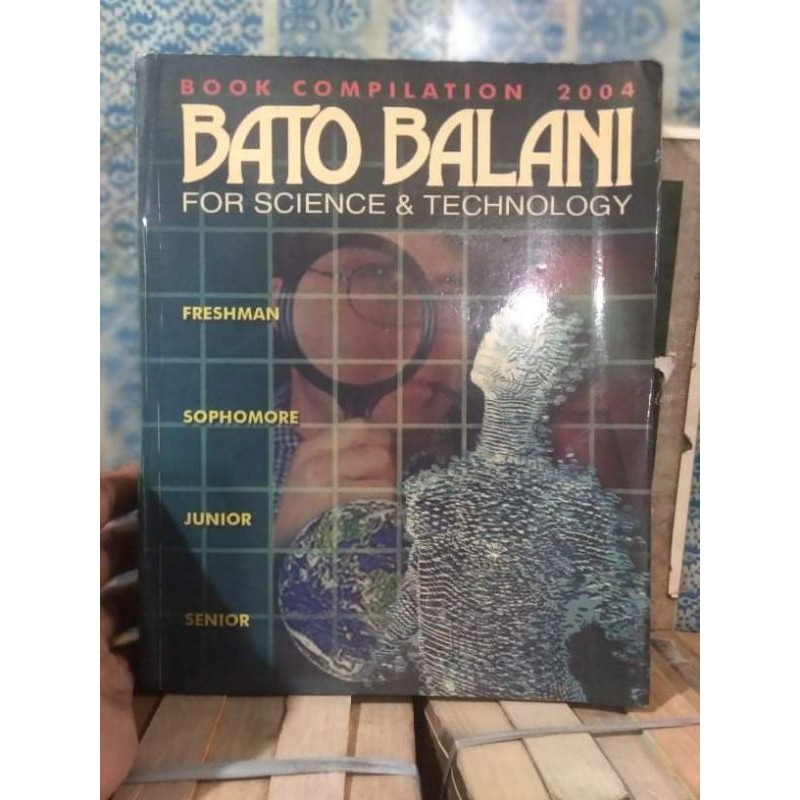 BOOK COMPILATION 2004
BATO BALANI
FOR SCIENCE & TECHNOLOGY
FRESHMAN
SOPHOMORE
JUNIOR
SENIOR